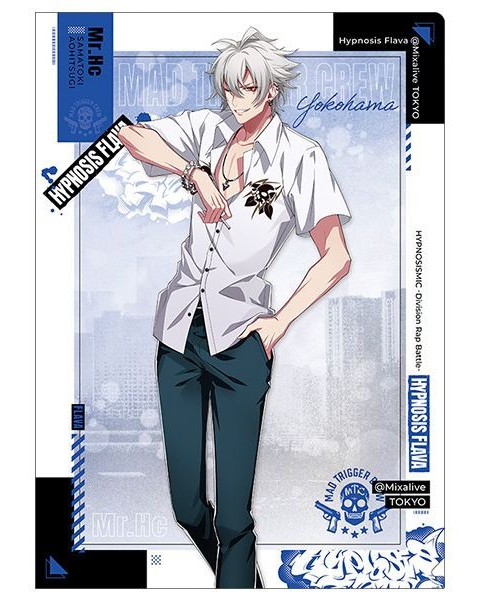 Mr.Hc
SAMATOKI
AOHITSUGI
Hypnosis Flava @Mixalive TOKYO
MAD TRIGGER CREW
Yokohama
HYPNOSIS FLAVA
HYPNOSISMIC -Division Rap Battle-
HYPNOSIS FLAVA
FLAVA
MAD TRIGGER CREW
MTC
@Mixalive
TOKYO
Mr.Hc